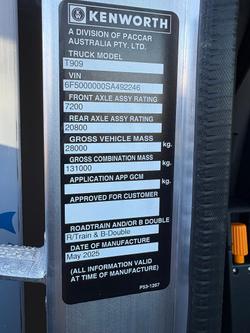 KENWORTH
A DIVISION OF PACCAR
AUSTRALIA PTY. LTD.
TRUCK MODEL
T909
VIN
6F5000000SA492246
FRONT AXLE ASSY RATING
7200
REAR AXLE ASSY RATING
20800
GROSS VEHICLE MASS
28000 kg.
GROSS COMBINATION MASS
131000 kg.
APPLICATION APP GCM
kg.
APPROVED FOR CUSTOMER
ROADTRAIN AND/OR B DOUBLE
R/Train & B-Double
DATE OF MANUFACTURE
May 2025
(ALL INFORMATION VALID
AT TIME OF MANUFACTURE)
P53-1267